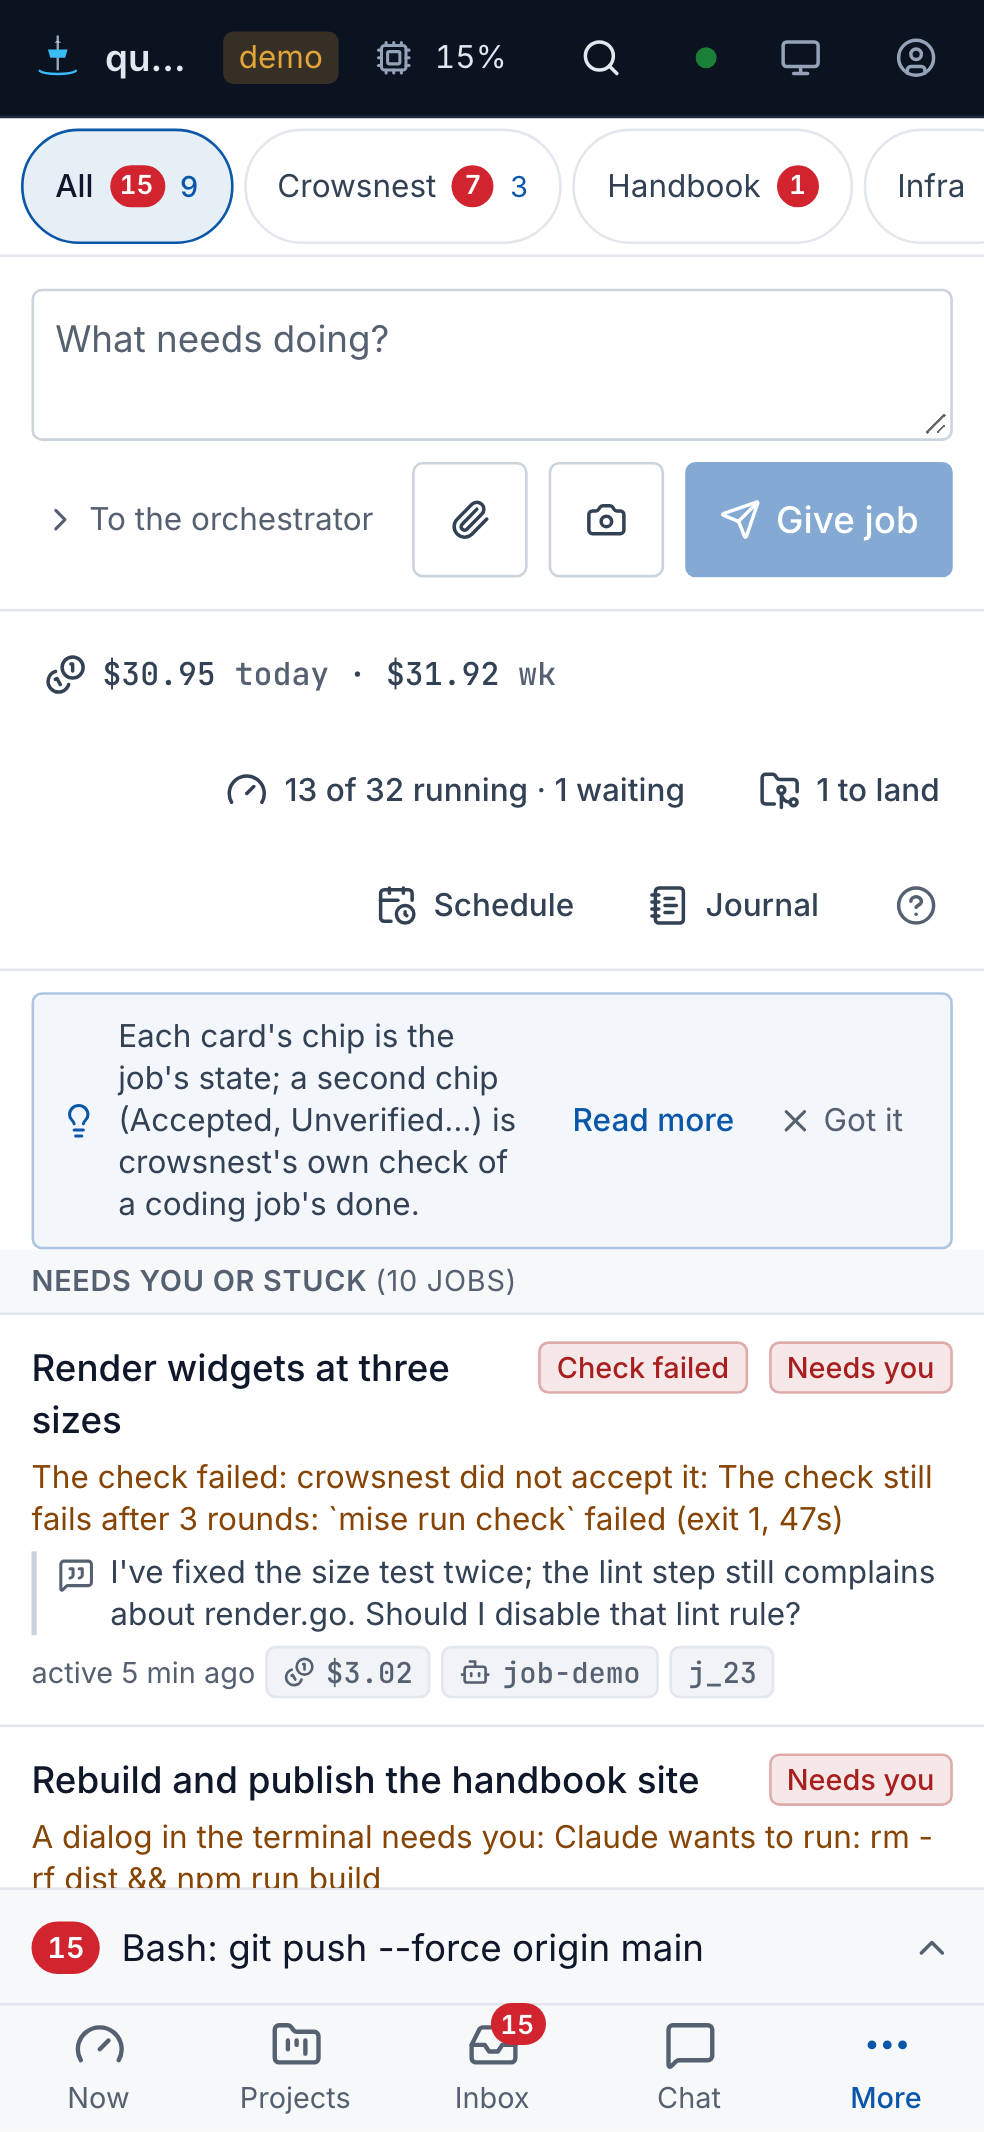 qu... demo 15%
All 15 9 Crowsnest 7 3 Handbook 1 Infra
What needs doing?
To the orchestrator Give job
$30.95 today · $31.92 wk
13 of 32 running · 1 waiting 1 to land
Schedule Journal
Each card's chip is the
job's state; a second chip
(Accepted, Unverified...) is
crowsnest's own check of
a coding job's done.
Read more Got it
NEEDS YOU OR STUCK (10 JOBS)
Render widgets at three
sizes
Check failed Needs you
The check failed: crowsnest did not accept it: The check still
fails after 3 rounds: `mise run check` failed (exit 1, 47s)
I've fixed the size test twice; the lint step still complains
about render.go. Should I disable that lint rule?
active 5 min ago $3.02 job-demo j_23
Rebuild and publish the handbook site Needs you
A dialog in the terminal needs you: Claude wants to run: rm -
rf dist && npm run build
15 Bash: git push --force origin main
15
Now Projects Inbox Chat More